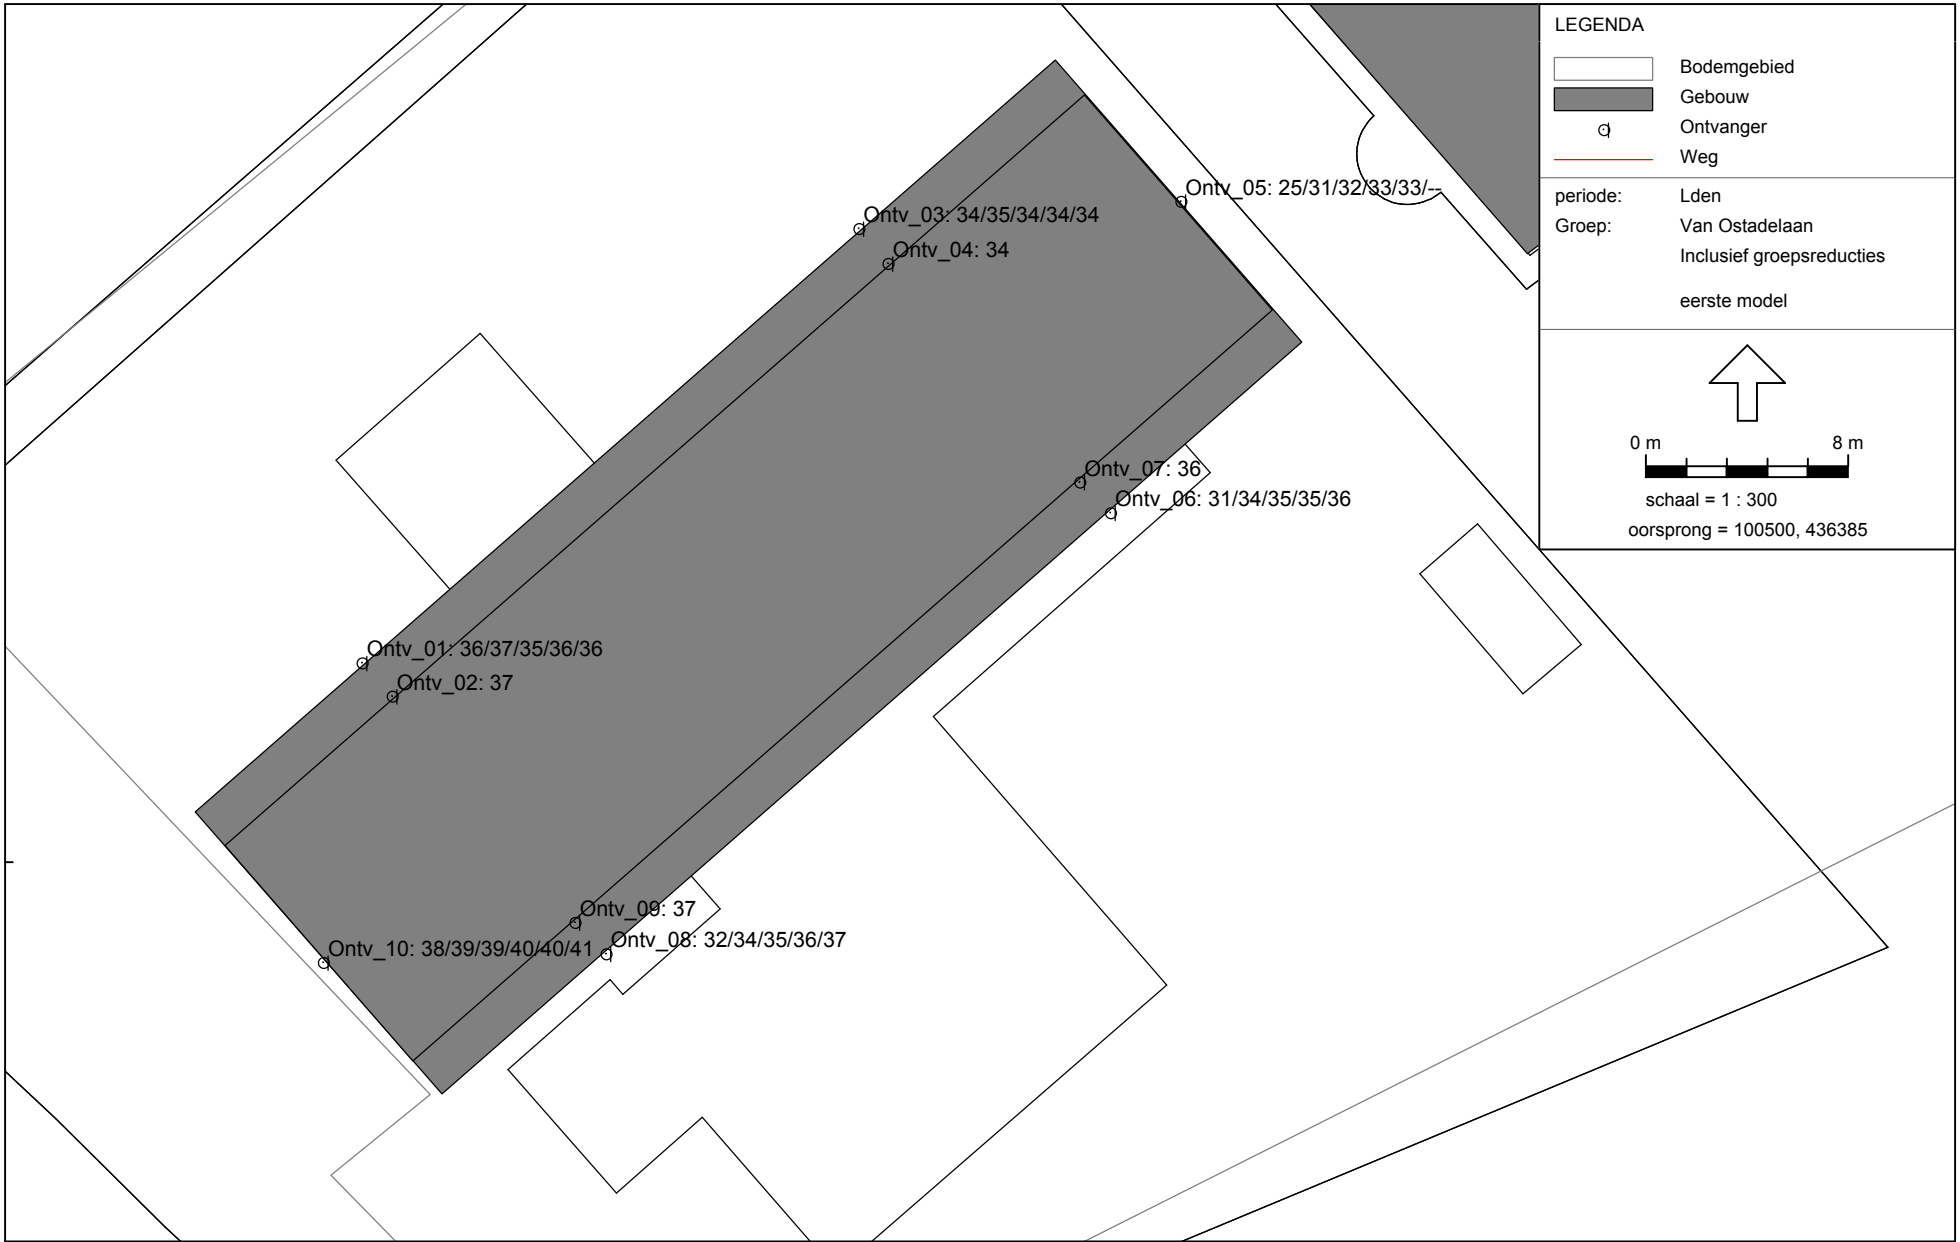 LEGENDA
Bodemgebied
Gebouw
Ontvanger
Weg
periode: Lden
Groep: Van Ostadelaan
Inclusief groepsreducties
eerste model
0 m 8 m
schaal = 1 : 300
oorsprong = 100500, 436385
Ontv_05: 25/31/32/33/33/--
Ontv_03: 34/35/34/34/34
Ontv_04: 34
Ontv_07: 36
Ontv_06: 31/34/35/35/36
Ontv_01: 36/37/35/36/36
Ontv_02: 37
Ontv_09: 37
Ontv_08: 32/34/35/36/37
Ontv_10: 38/39/39/40/40/41